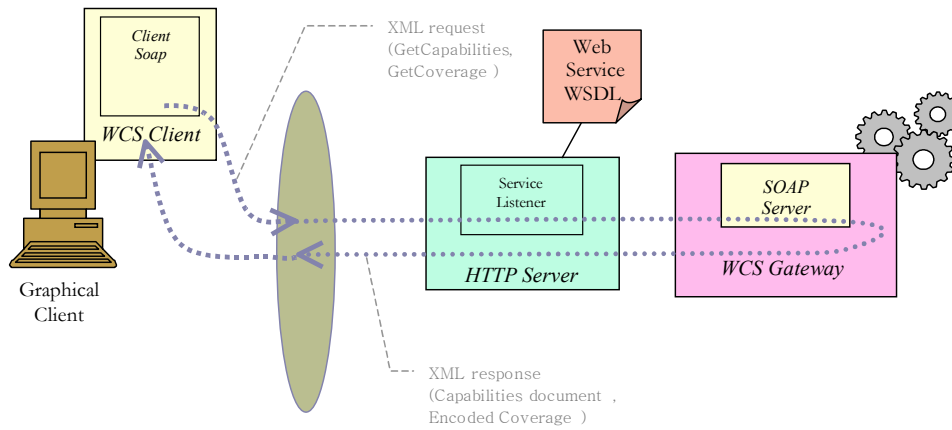 Client
Soap
WCS Client
XML request
(GetCapabilities,
GetCoverage )
Web
Service
WSDL
Service
Listener
HTTP Server
SOAP
Server
WCS Gateway
Graphical
Client
XML response
(Capabilities document ,
Encoded Coverage )